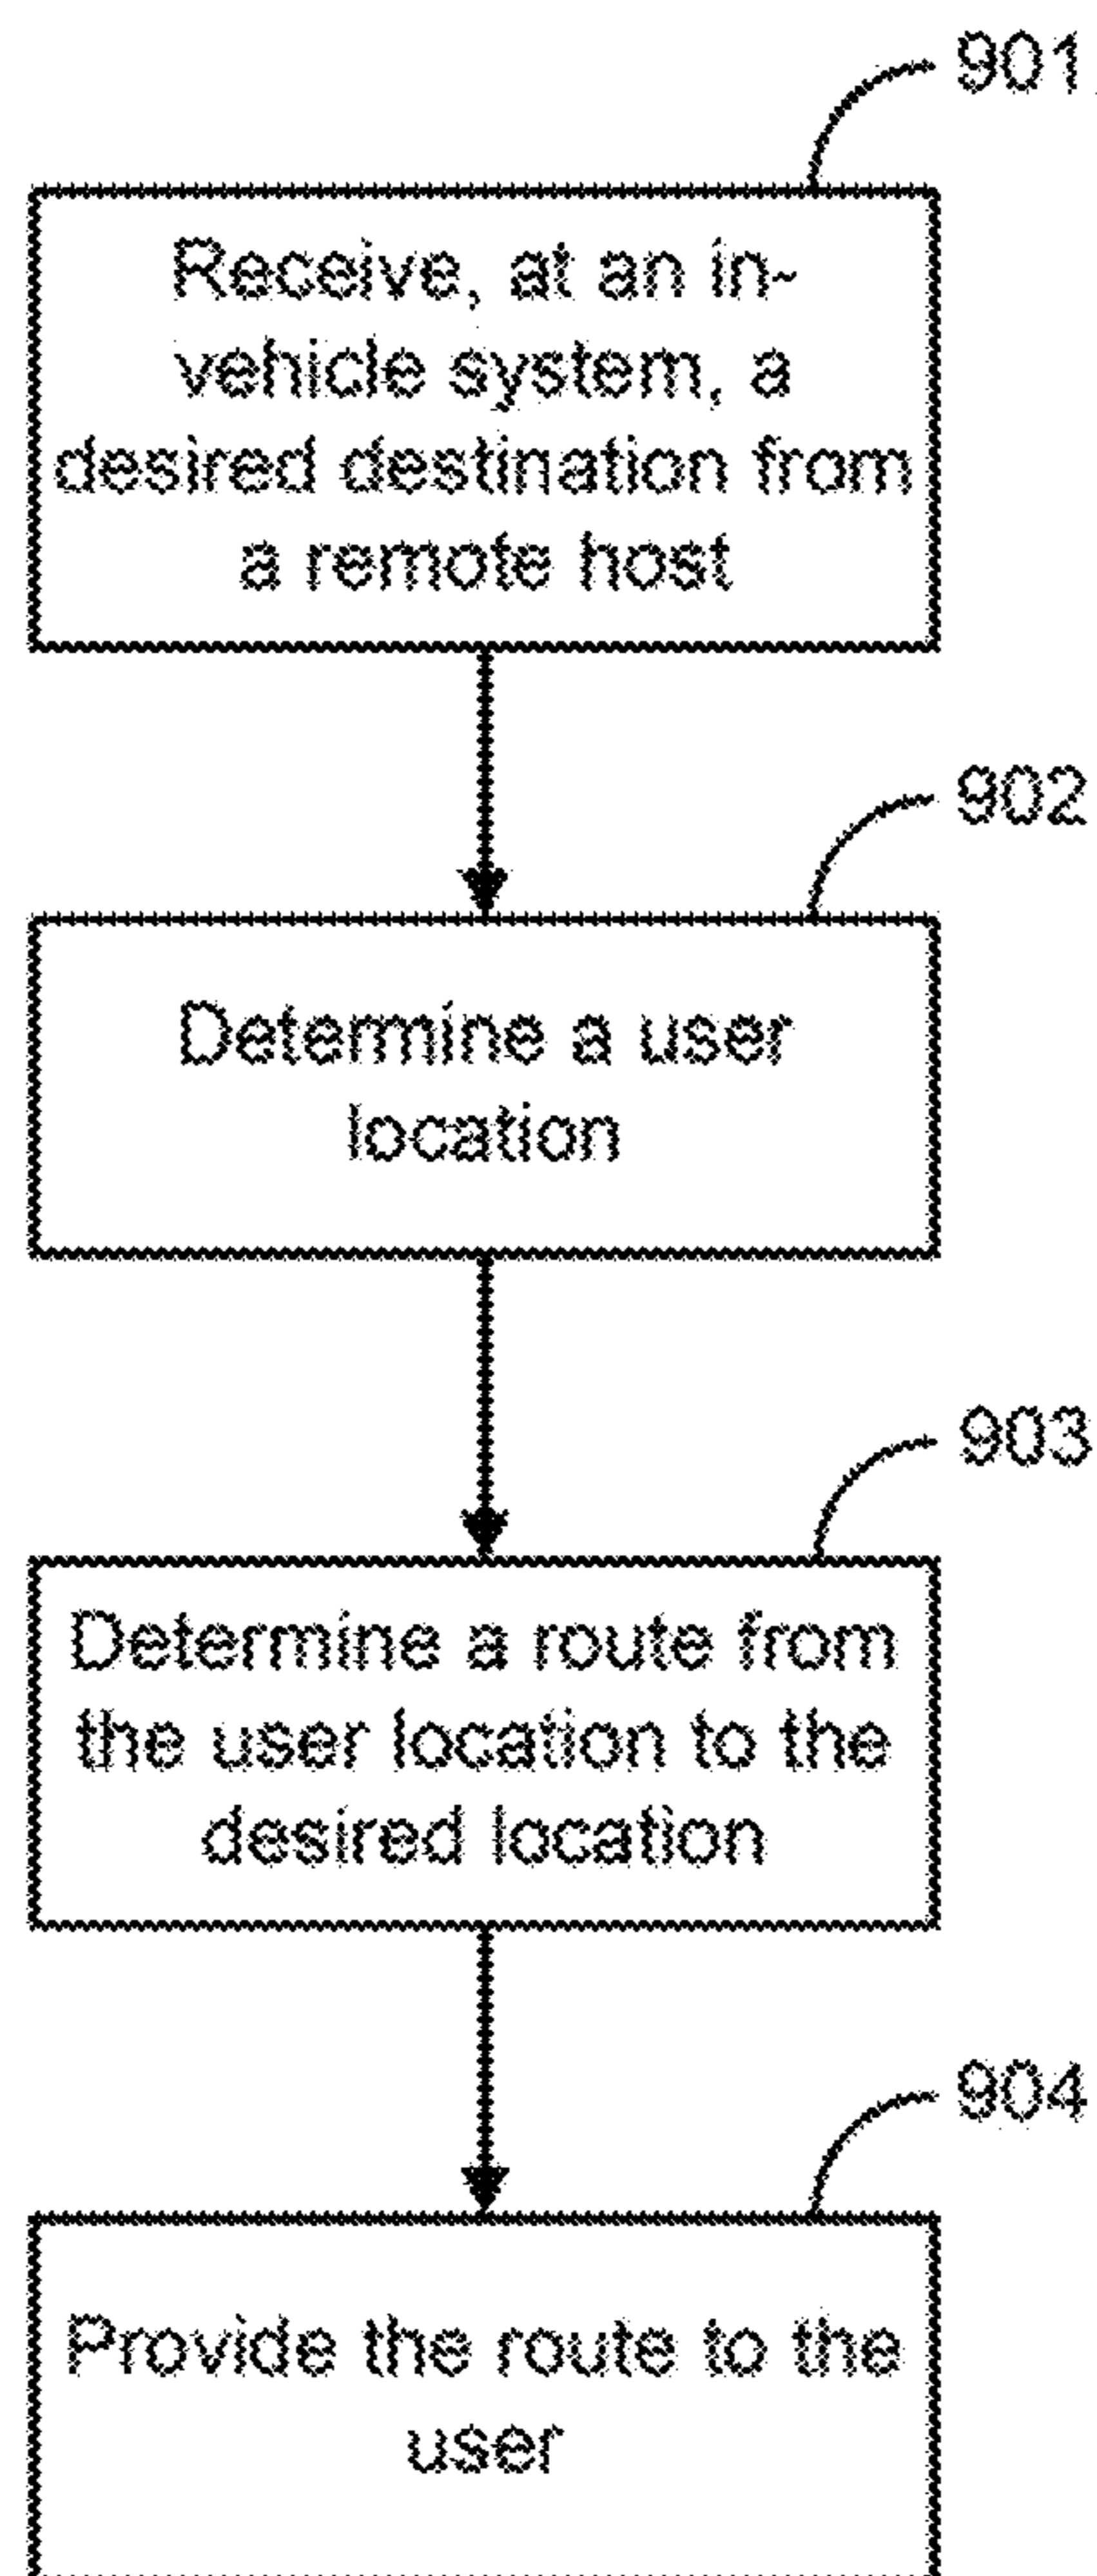 901
Receive, at an in-
vehicle system, a
desired destination from
a remote host
902
Determine a user
location
903
Determine a route from
the user location to the
desired location
904
Provide the route to the
user